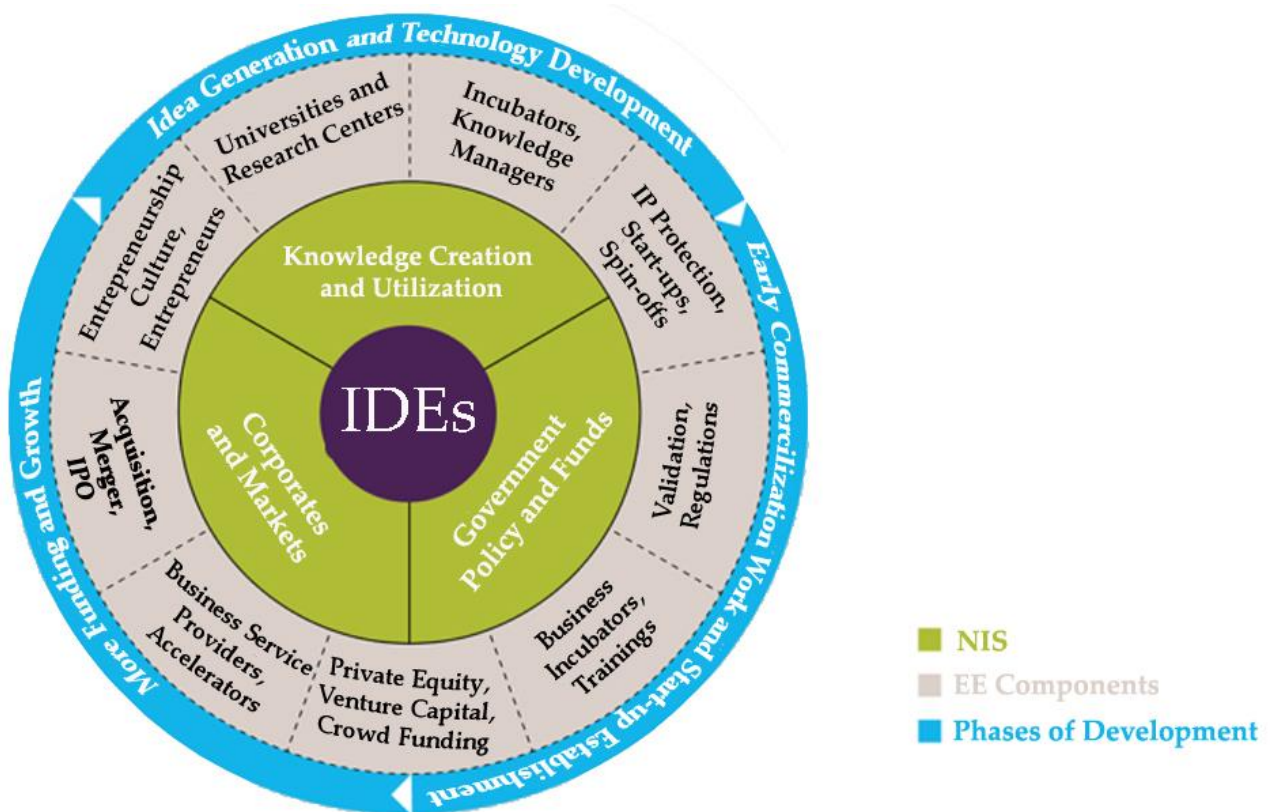 Idea Generation and Technology Development
Early Commercilization Work and Start-up Establishment
More Funding and Growth
Universities and
Research Centers
Incubators,
Knowledge
Managers
IP Protection,
Start-ups,
Spin-offs
Validation,
Regulations
Business
Incubators,
Trainings
Private Equity,
Venture Capital,
Crowd Funding
Business Service
Providers,
Accelerators
Acquisition,
Merger,
IPO
Entrepreneurship
Culture,
Entrepreneurs
Knowledge Creation
and Utilization
Government
Policy and Funds
Corporates
and Markets
IDEs
NIS
EE Components
Phases of Development